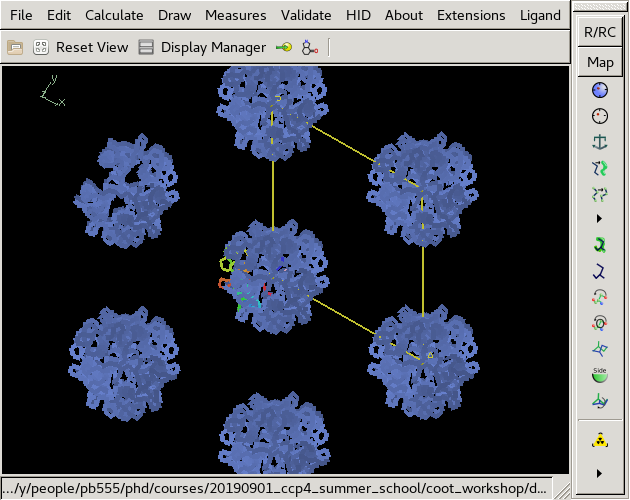 File Edit Calculate Draw Measures Validate HID About Extensions Ligand
Reset View Display Manager
R/RC
Map
y
x
z
Side
.../y/people/pb555/phd/courses/20190901_ccp4_summer_school/coot_workshop/d...